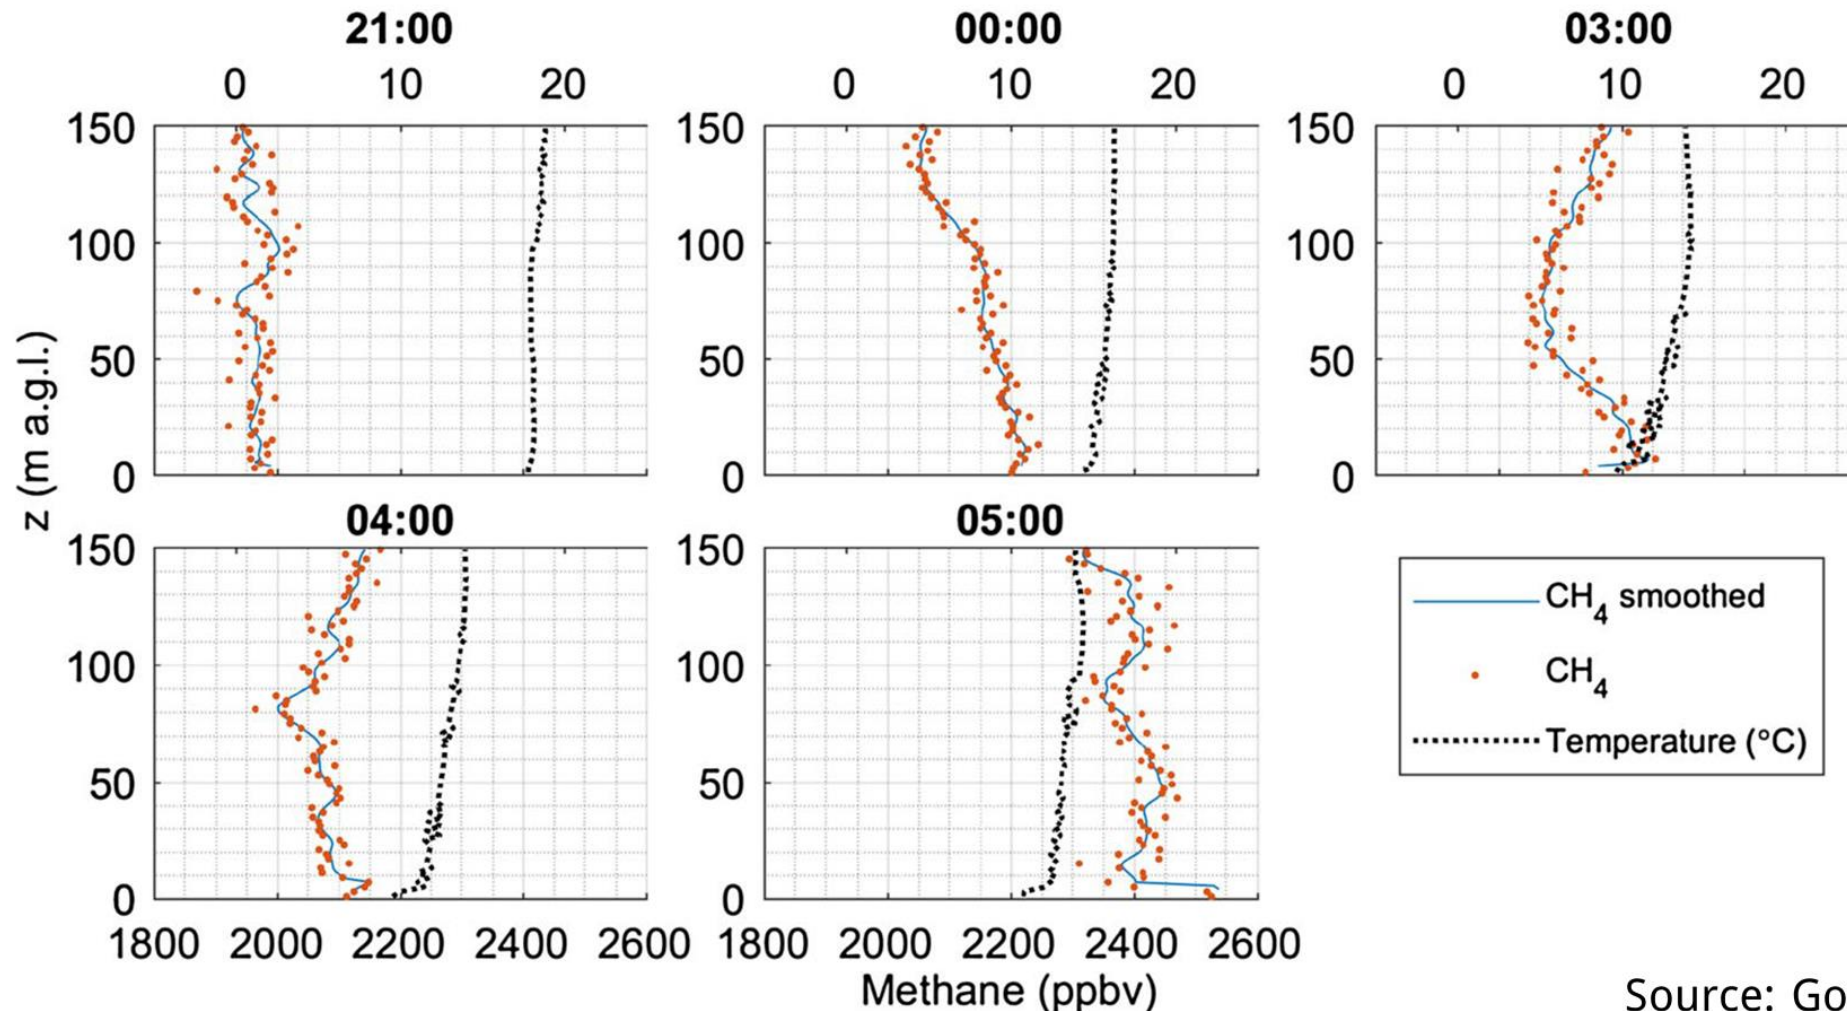 21:00 00:00 03:00
0 10 20 0 10 20 0 10 20
150 150 150
100 100 100
50 50 50
0 0 0
z (m a.g.l.)
04:00 05:00
150 150
100 100
50 50
0 0
CH4 smoothed
CH4
Temperature (°C)
1800 2000 2200 2400 2600 1800 2000 2200 2400 2600
Methane (ppbv)
Source: Go